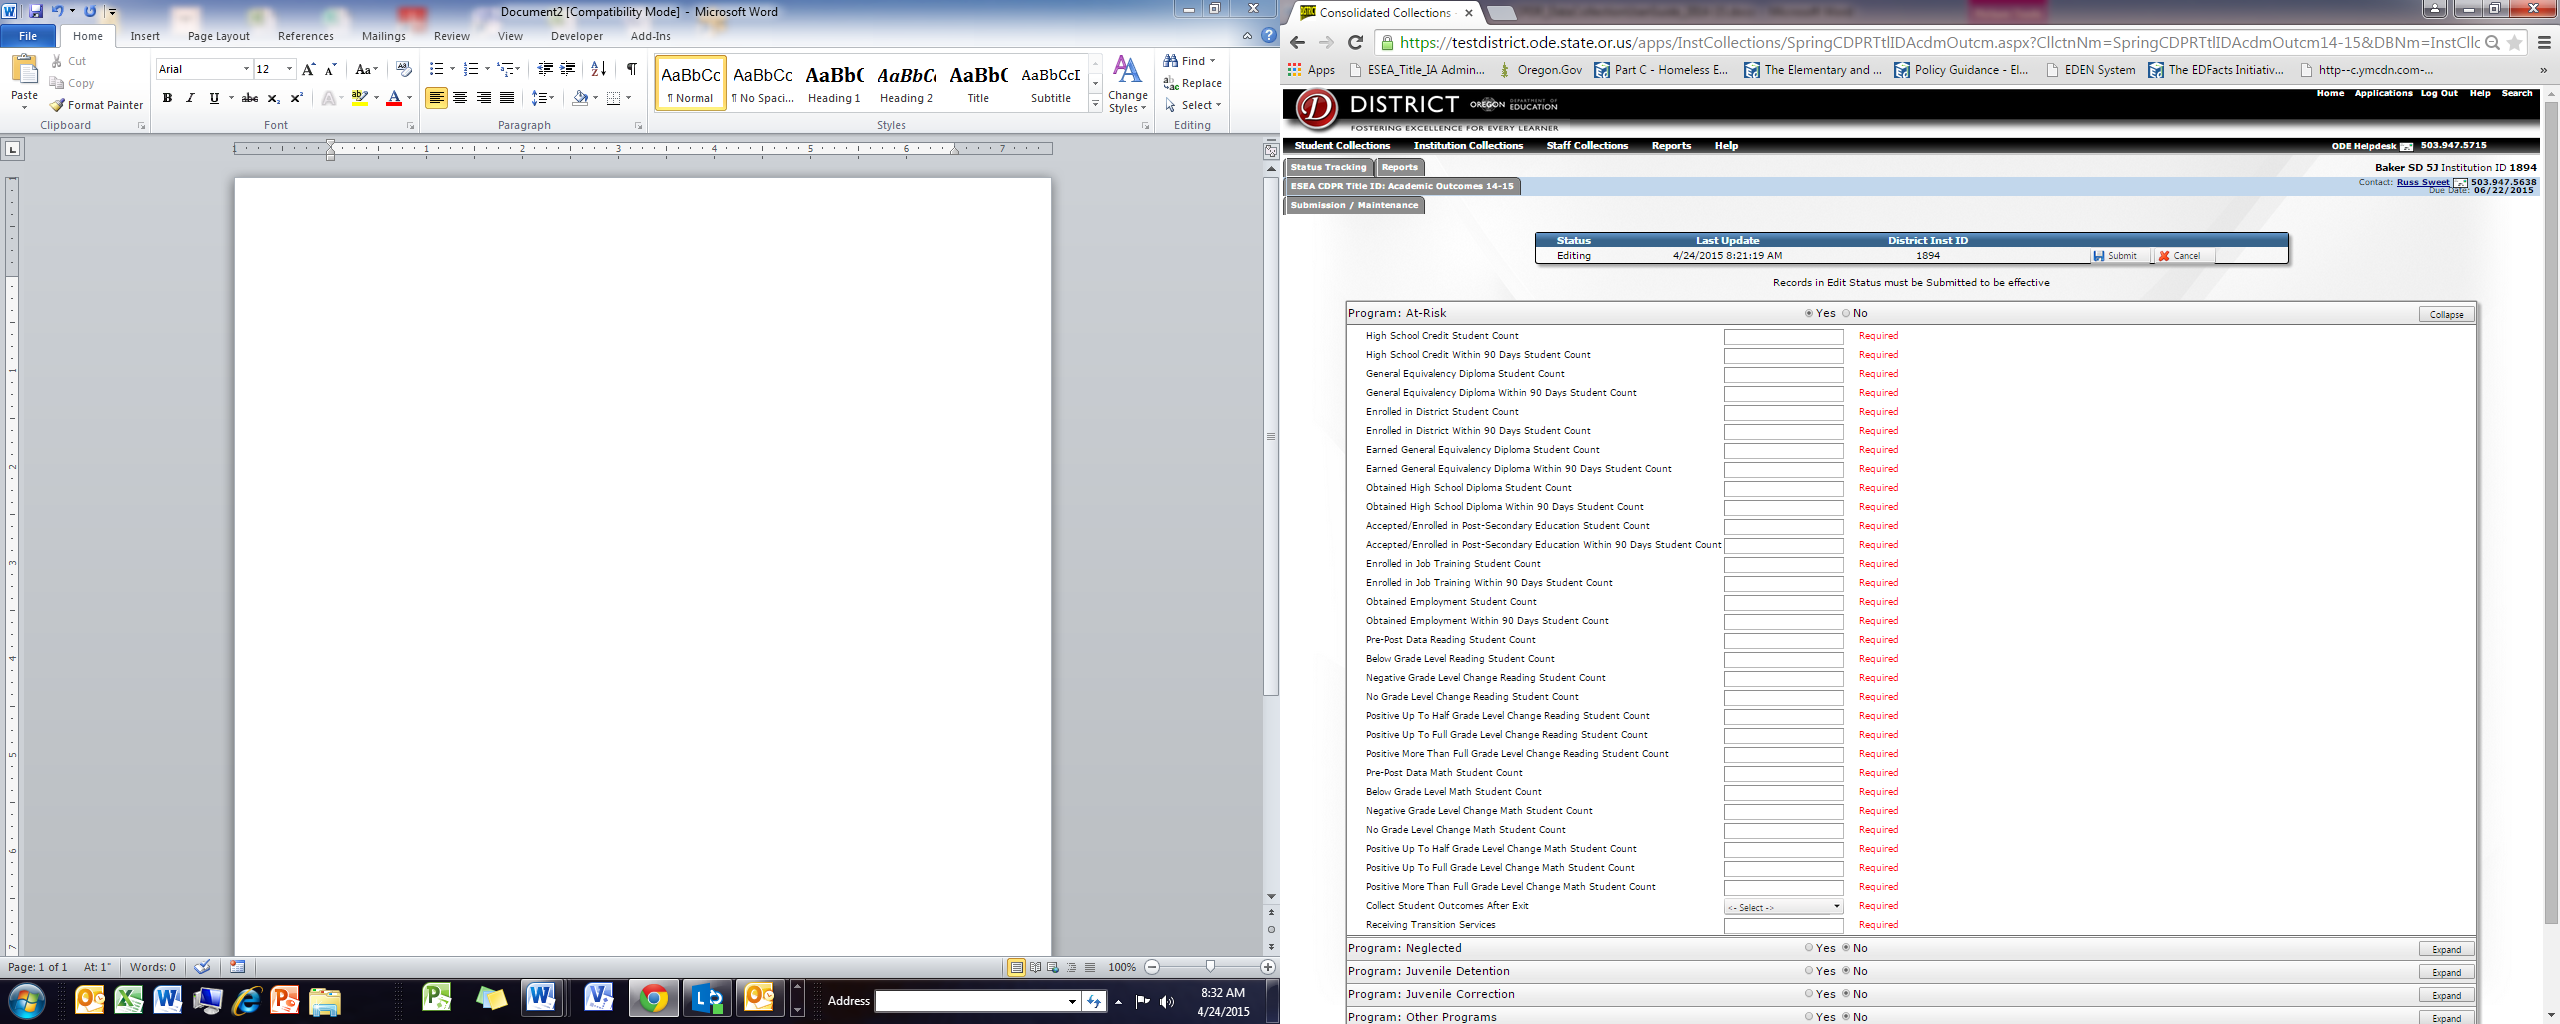 Document2 [Compatibility Mode] - Microsoft Word
File Home Insert Page Layout References Mailings Review View Developer Add-Ins
Paste
Cut
Copy
Format Painter
Clipboard
Arial 12
Font
Paragraph
AaBbCc AaBbCc AaBbC AaBbC AaBbC AaBbCcI
¶ Normal ¶ No Spaci... Heading 1 Heading 2 Title Subtitle
Change Styles
Styles
Find
Replace
Select
Editing
Page: 1 of 1 At: 1" Words: 0 100%
Address
8:32 AM
4/24/2015
Consolidated Collections
https://testdistrict.ode.state.or.us/apps/InstCollections/SpringCDPRTtlIDAcdmOutcm.aspx?CllctnNm=SpringCDPRTtlIDAcdmOutcm14-15&DBNm=InstCllc
Apps ESEA_Title_IA Admin... Oregon.Gov Part C - Homeless E... The Elementary and ... Policy Guidance - El... EDEN System The EDFacts Initiativ... http--c.ymcdn.com-... »
Home Applications Log Out Help Search
DISTRICT OREGON DEPARTMENT OF EDUCATION
FOSTERING EXCELLENCE FOR EVERY LEARNER
Student Collections Institution Collections Staff Collections Reports Help ODE Helpdesk 503.947.5715
Status Tracking Reports Baker SD 5J Institution ID 1894
ESEA CDPR Title ID: Academic Outcomes 14-15 Contact: Russ Sweet 503.947.5638
Due Date: 06/22/2015
Submission / Maintenance
Status Last Update District Inst ID
Editing 4/24/2015 8:21:19 AM 1894 Submit Cancel
Records in Edit Status must be Submitted to be effective
Program: At-Risk Yes No Collapse
High School Credit Student Count Required
High School Credit Within 90 Days Student Count Required
General Equivalency Diploma Student Count Required
General Equivalency Diploma Within 90 Days Student Count Required
Enrolled in District Student Count Required
Enrolled in District Within 90 Days Student Count Required
Earned General Equivalency Diploma Student Count Required
Earned General Equivalency Diploma Within 90 Days Student Count Required
Obtained High School Diploma Student Count Required
Obtained High School Diploma Within 90 Days Student Count Required
Accepted/Enrolled in Post-Secondary Education Student Count Required
Accepted/Enrolled in Post-Secondary Education Within 90 Days Student Count Required
Enrolled in Job Training Student Count Required
Enrolled in Job Training Within 90 Days Student Count Required
Obtained Employment Student Count Required
Obtained Employment Within 90 Days Student Count Required
Pre-Post Data Reading Student Count Required
Below Grade Level Reading Student Count Required
Negative Grade Level Change Reading Student Count Required
No Grade Level Change Reading Student Count Required
Positive Up To Half Grade Level Change Reading Student Count Required
Positive Up To Full Grade Level Change Reading Student Count Required
Positive More Than Full Grade Level Change Reading Student Count Required
Pre-Post Data Math Student Count Required
Below Grade Level Math Student Count Required
Negative Grade Level Change Math Student Count Required
No Grade Level Change Math Student Count Required
Positive Up To Half Grade Level Change Math Student Count Required
Positive Up To Full Grade Level Change Math Student Count Required
Positive More Than Full Grade Level Change Math Student Count Required
Collect Student Outcomes After Exit <- Select -> Required
Receiving Transition Services Required
Program: Neglected Yes No Expand
Program: Juvenile Detention Yes No Expand
Program: Juvenile Correction Yes No Expand
Program: Other Programs Yes No Expand